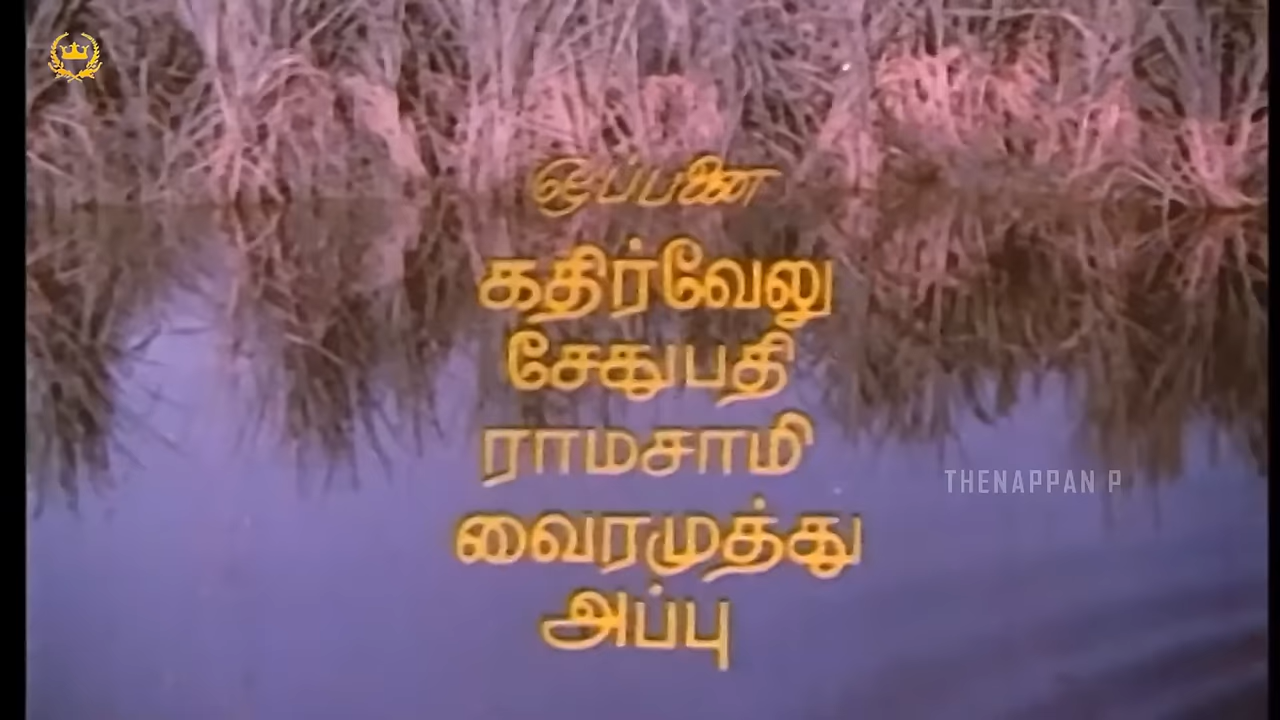 ஒப்பனை
கதிர்வேலு
சேதுபதி
ராமசாமி
THENAPPAN P
வைரமுத்து
அப்பு